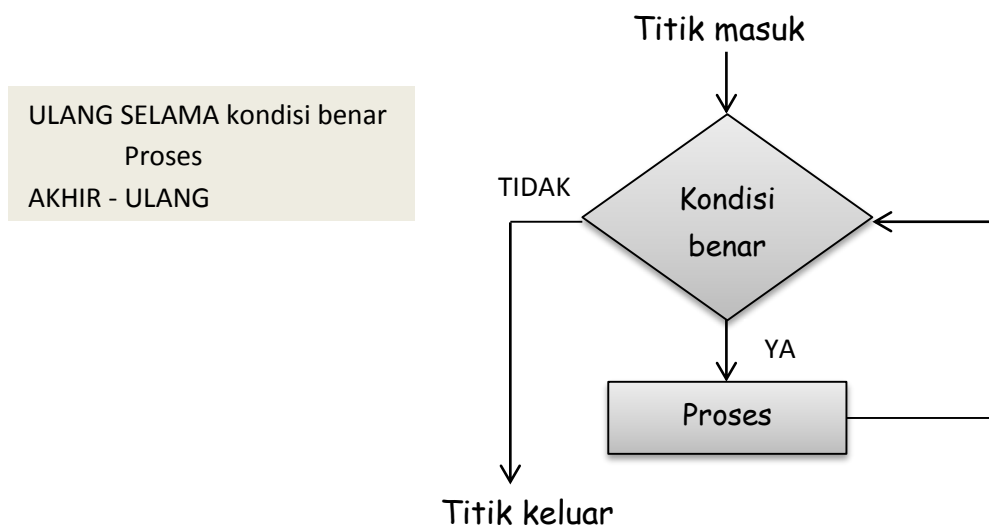 Titik masuk
ULANG SELAMA kondisi benar
Proses
AKHIR - ULANG
TIDAK
Kondisi
benar
YA
Proses
Titik keluar